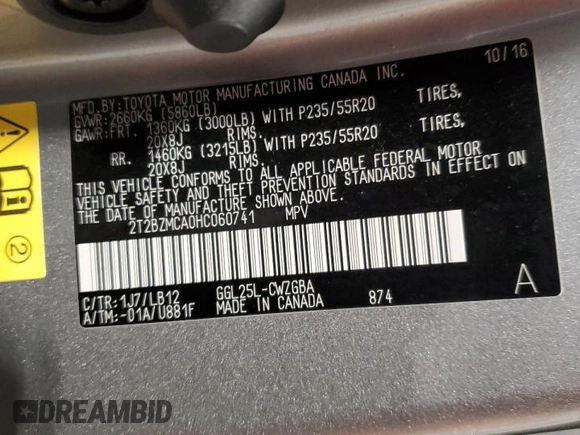 10/16
MFD.BY:TOYOTA MOTOR MANUFACTURING CANADA INC.
GVWR:2660KG (5860LB)
GAWR:FRT. 1360KG (3000LB) WITH P235/55R20 TIRES,
20X8J RIMS.
RR. 1460KG (3215LB) WITH P235/55R20 TIRES,
20X8J RIMS.
THIS VEHICLE CONFORMS TO ALL APPLICABLE FEDERAL MOTOR
VEHICLE SAFETY AND THEFT PREVENTION STANDARDS IN EFFECT ON
THE DATE OF MANUFACTURE SHOWN ABOVE.
2T2BZMCA0HC060741 MPV
C/TR:1J7/LB12 GGL25L-CWZGBA A
A/TM:-01A/U881F MADE IN CANADA 874
2
DREAMBID